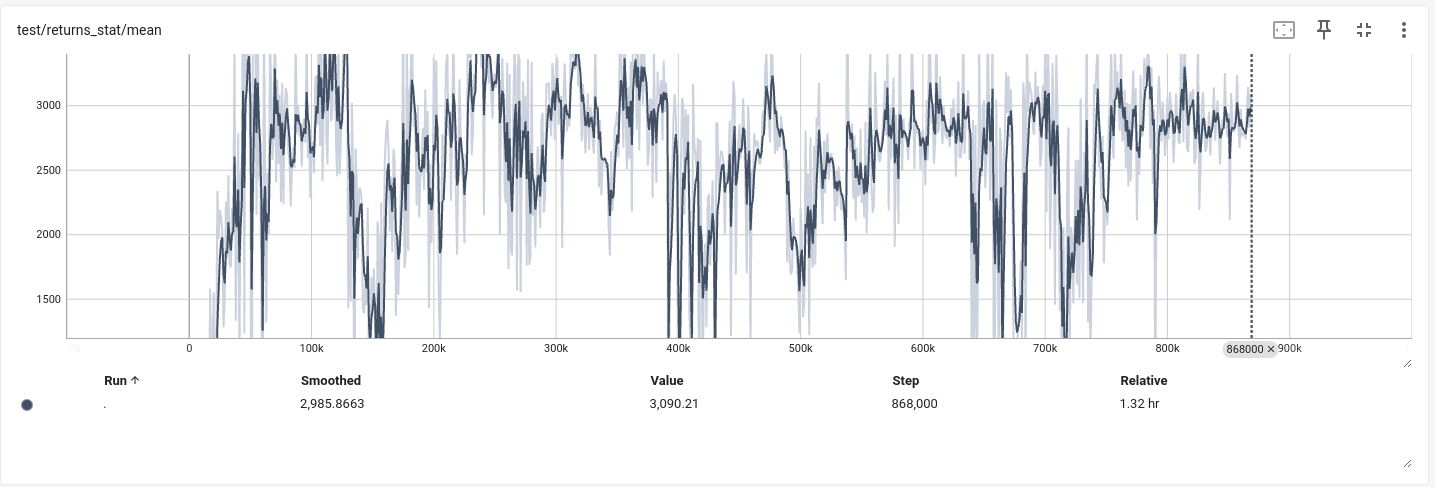 test/returns_stat/mean
3000
2500
2000
1500
0 100k 200k 300k 400k 500k 600k 700k 800k 868000 × 900k
Run ↑ Smoothed Value Step Relative
. 2,985.8663 3,090.21 868,000 1.32 hr